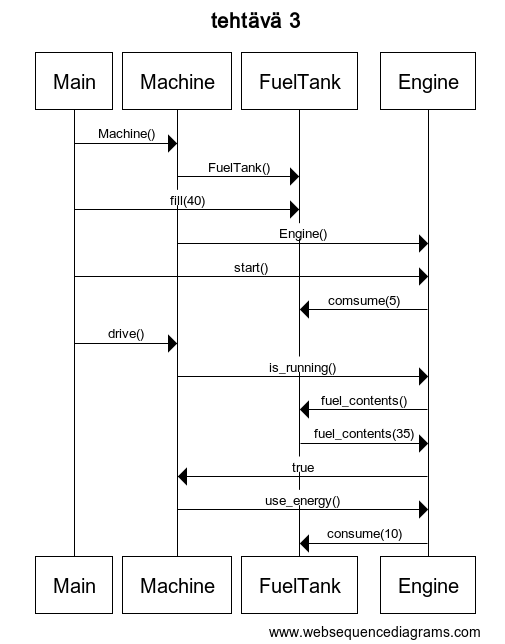 tehtävä 3
Main Machine FuelTank Engine
Machine()
FuelTank()
fill(40)
Engine()
start()
comsume(5)
drive()
is_running()
fuel_contents()
fuel_contents(35)
true
use_energy()
consume(10)
Main Machine FuelTank Engine
www.websequencediagrams.com